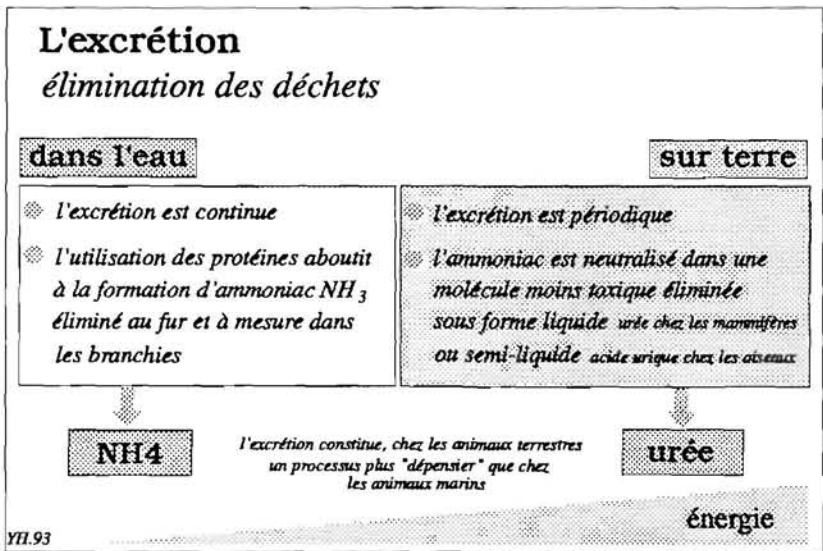 L'excrétion
élimination des déchets
dans l'eau
l'excrétion est continue
l'utilisation des protéines aboutit
à la formation d'ammoniac NH3
éliminé au fur et à mesure dans
les branchies
sur terre
l'excrétion est périodique
l'ammoniac est neutralisé dans une
molécule moins toxique éliminée
sous forme liquide urée chez les mammifères
ou semi-liquide acide urique chez les oiseaux
NH4
l'excrétion constitue, chez les animaux terrestres
un processus plus "dépensier" que chez
les animaux marins
urée
énergie
YH.93